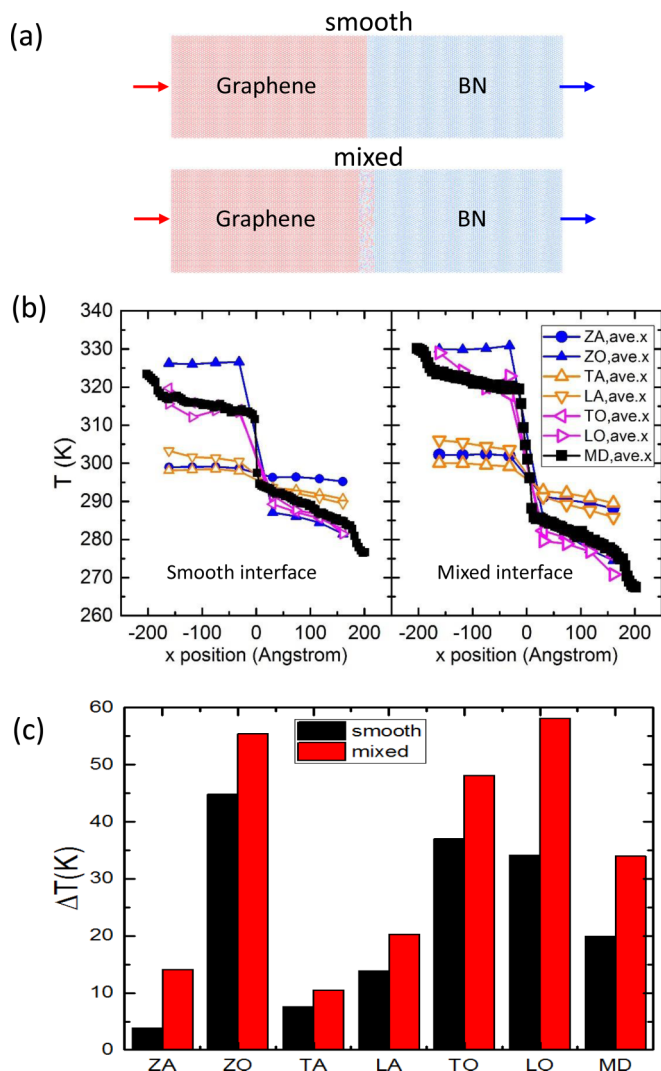 (a)
smooth
Graphene BN
mixed
Graphene BN
(b)
340
330
320
310
300
290
280
270
260
T (K)
-200 -100 0 100 200
x position (Angstrom)
Smooth interface
-200 -100 0 100 200
x position (Angstrom)
Mixed interface
ZA,ave.x
ZO,ave.x
TA,ave.x
LA,ave.x
TO,ave.x
LO,ave.x
MD,ave.x
(c)
60
50
40
30
20
10
0
ΔT(K)
smooth
mixed
ZA ZO TA LA TO LO MD